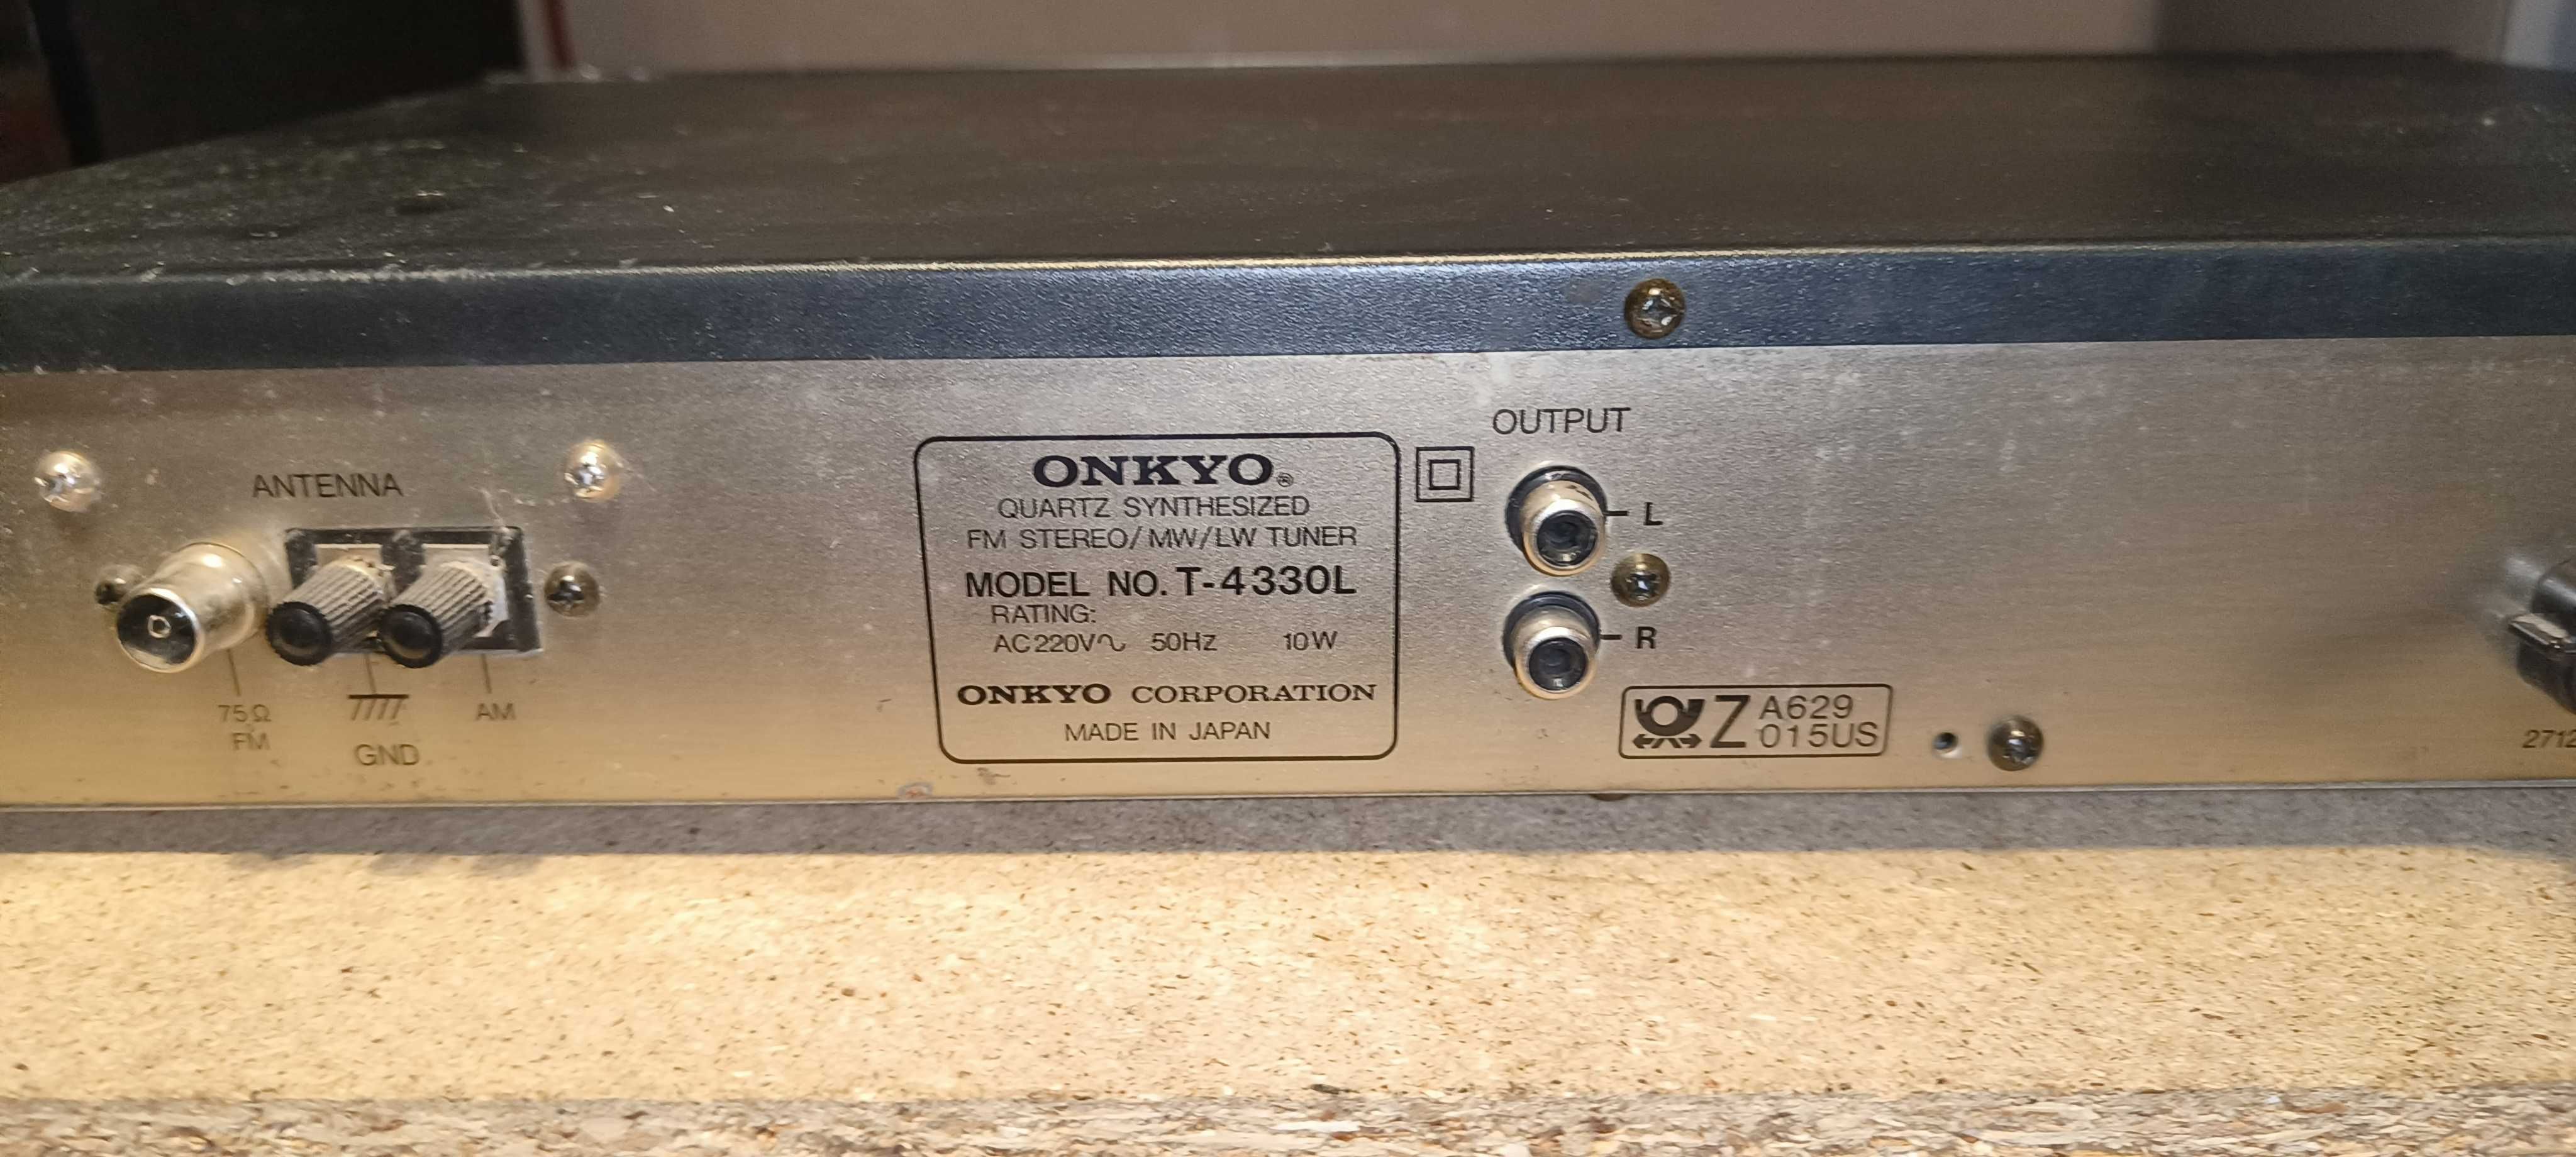 ANTENNA
75Ω
FM
GND
AM
ONKYO®
QUARTZ SYNTHESIZED
FM STEREO/MW/LW TUNER
MODEL NO. T-4330L
RATING:
AC220V∿ 50Hz 10W
ONKYO CORPORATION
MADE IN JAPAN
OUTPUT
L
R
Z A629
015US